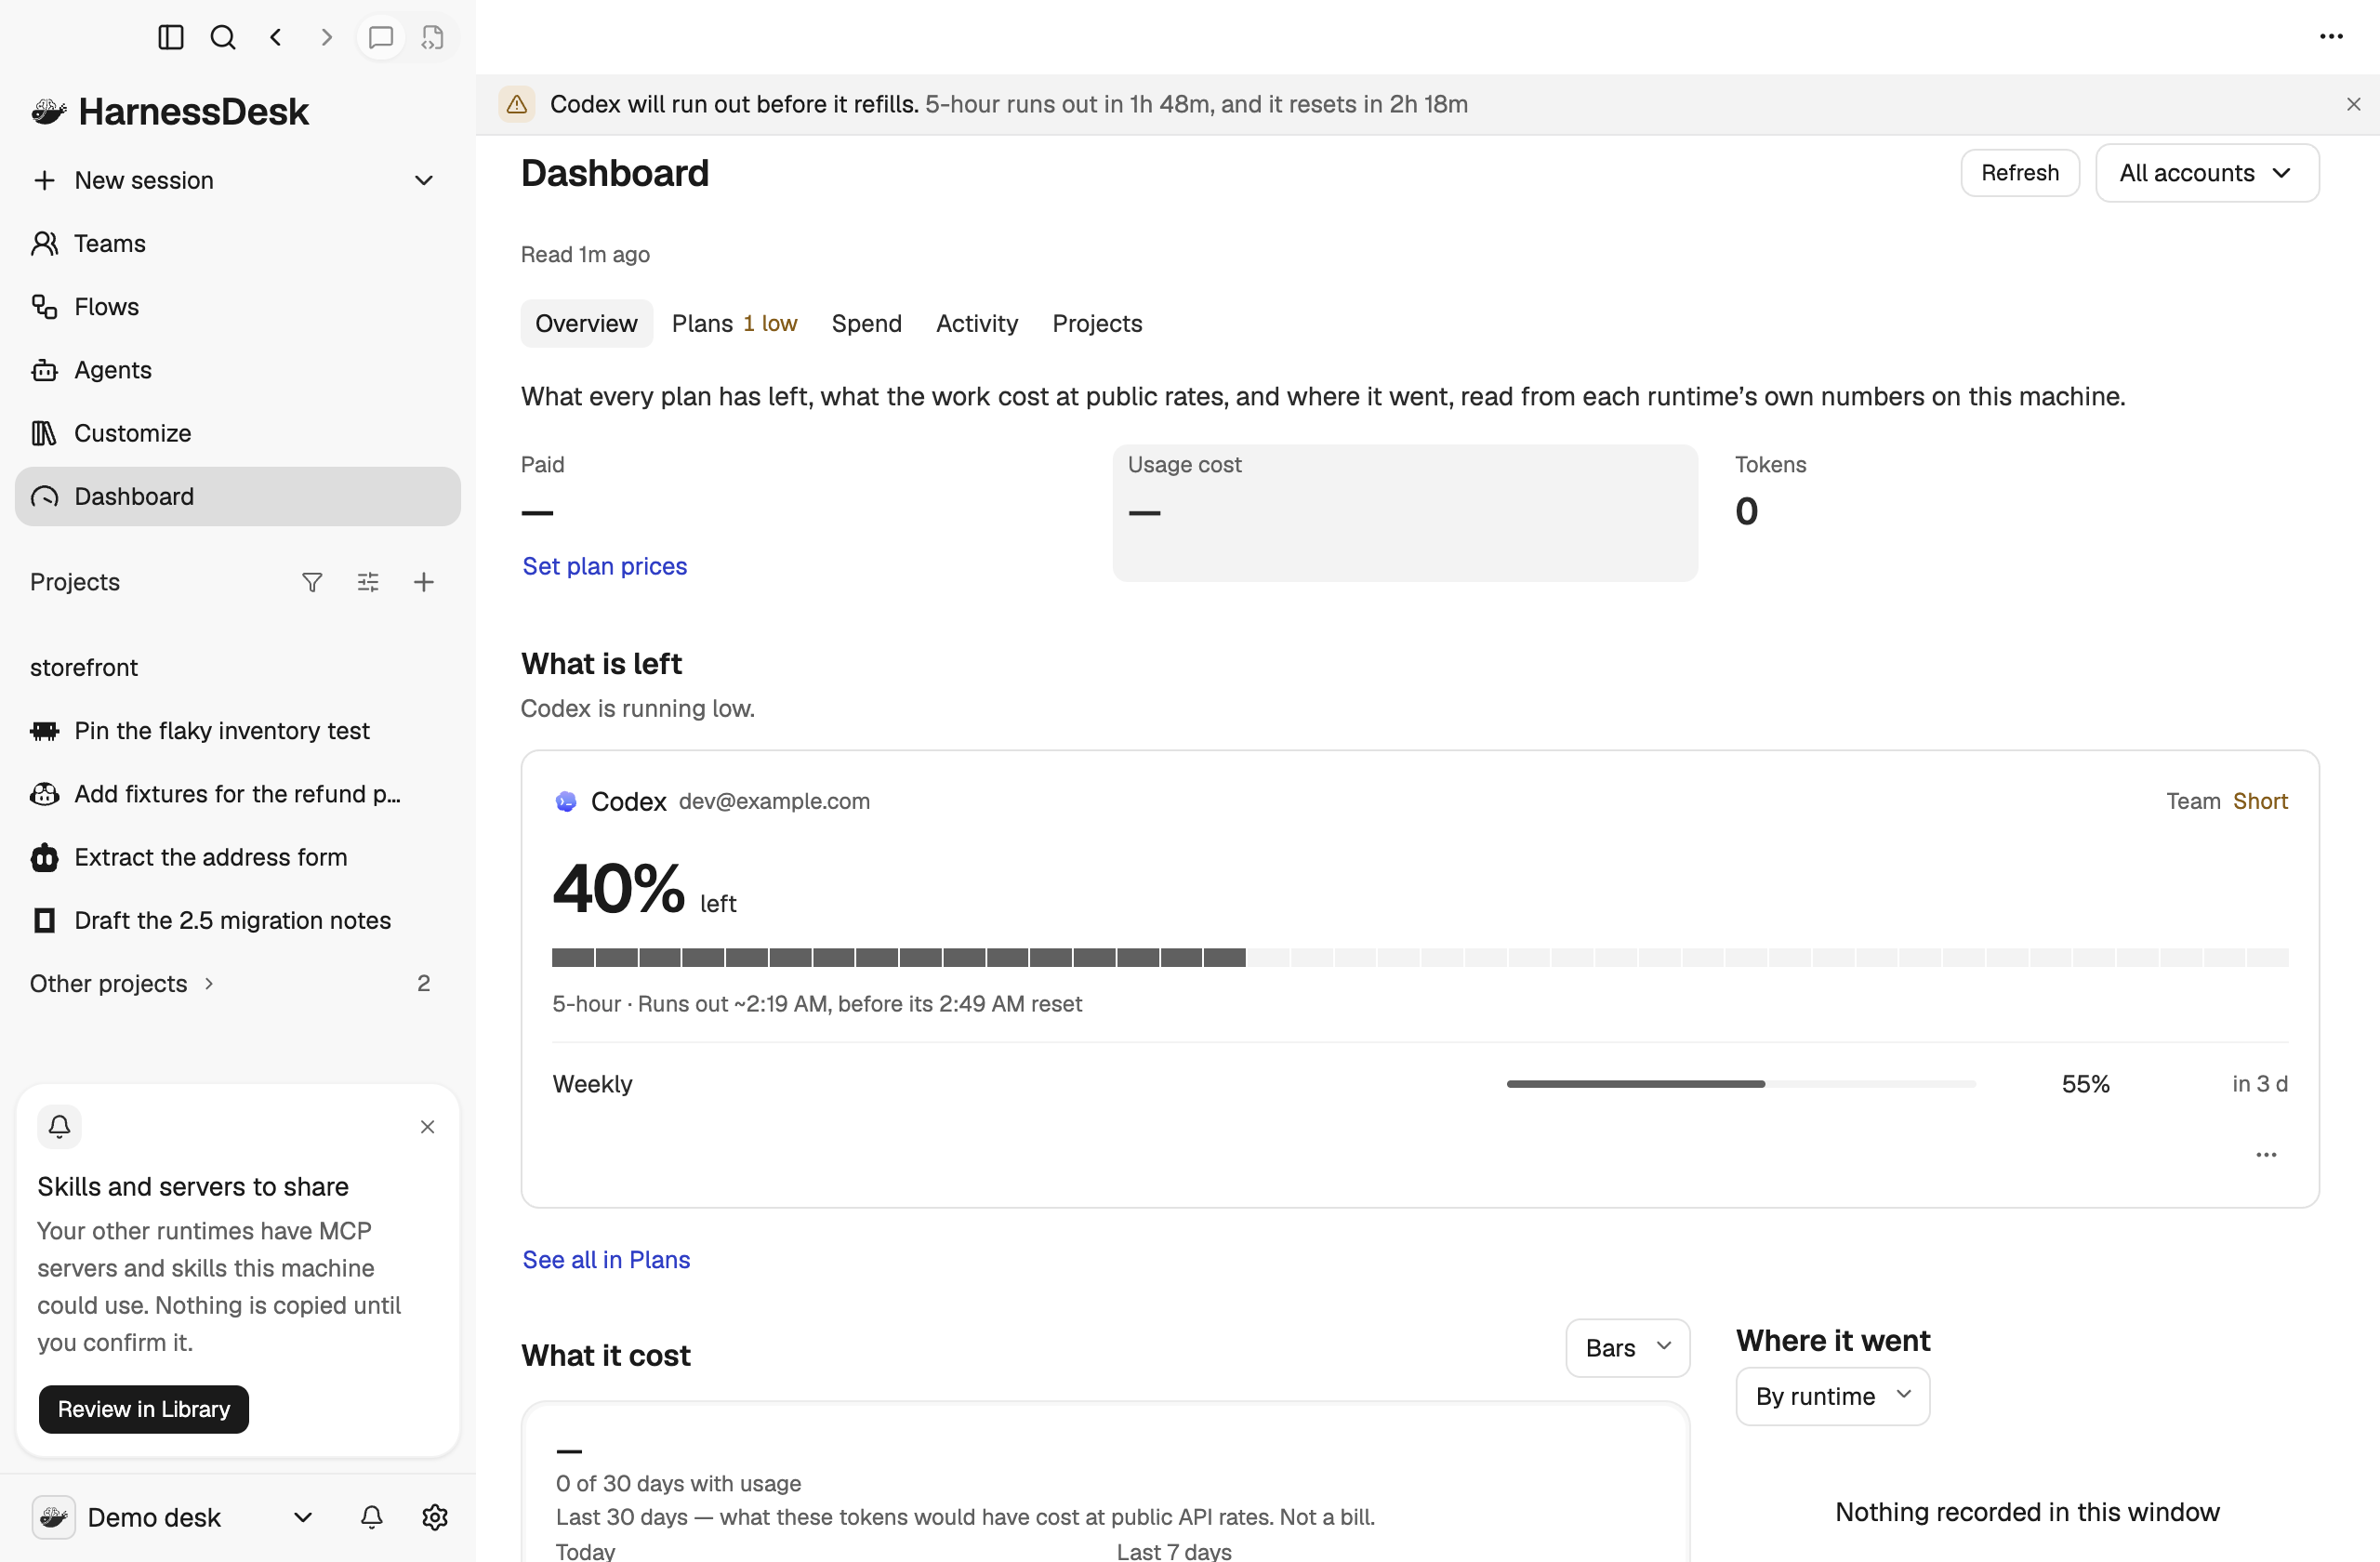 HarnessDesk
New session
Teams
Flows
Agents
Customize
Dashboard
Projects
storefront
Pin the flaky inventory test
Add fixtures for the refund p...
Extract the address form
Draft the 2.5 migration notes
Other projects
2
Skills and servers to share
Your other runtimes have MCP
servers and skills this machine
could use. Nothing is copied until
you confirm it.
Review in Library
Demo desk
Codex will run out before it refills. 5-hour runs out in 1h 48m, and it resets in 2h 18m
Dashboard
Refresh
All accounts
Read 1m ago
Overview Plans 1 low Spend Activity Projects
What every plan has left, what the work cost at public rates, and where it went, read from each runtime’s own numbers on this machine.
Paid
—
Set plan prices
Usage cost
—
Tokens
0
What is left
Codex is running low.
Codex dev@example.com
Team Short
40% left
5-hour · Runs out ~2:19 AM, before its 2:49 AM reset
Weekly
55%
in 3 d
See all in Plans
What it cost
Bars
—
0 of 30 days with usage
Last 30 days — what these tokens would have cost at public API rates. Not a bill.
Today
Last 7 days
Where it went
By runtime
Nothing recorded in this window